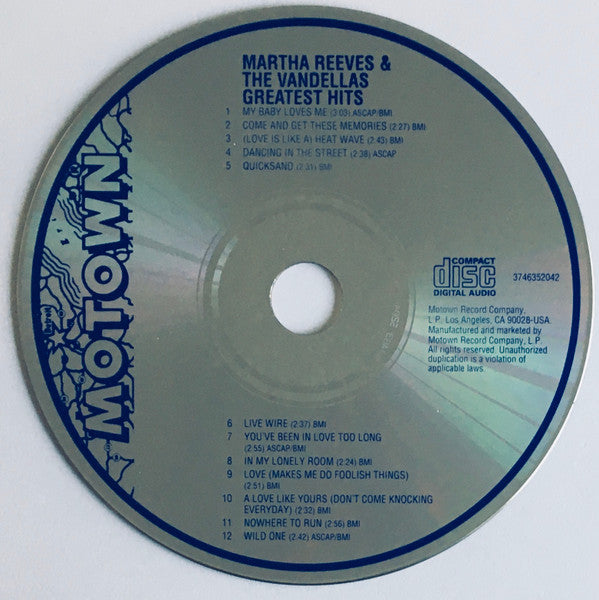 MARTHA REEVES &
THE VANDELLAS
GREATEST HITS
1 MY BABY LOVES ME (3:03) ASCAP/BMI
2 COME AND GET THESE MEMORIES (2:27) BMI
3 (LOVE IS LIKE A) HEAT WAVE (2:43) BMI
4 DANCING IN THE STREET (2:38) ASCAP
5 QUICKSAND (2:31) BMI
MOTOWN
COMPACT
disc
DIGITAL AUDIO
3746352042
Motown Record Company,
L.P. Los Angeles, CA 90028-USA.
Manufactured and marketed by
Motown Record Company, L.P.
All rights reserved. Unauthorized
duplication is a violation of
applicable laws.
6 LIVE WIRE (2:37) BMI
7 YOU'VE BEEN IN LOVE TOO LONG
(2:55) ASCAP/BMI
8 IN MY LONELY ROOM (2:24) BMI
9 LOVE (MAKES ME DO FOOLISH THINGS)
(2:51) BMI
10 A LOVE LIKE YOURS (DON'T COME KNOCKING
EVERYDAY) (2:32) BMI
11 NOWHERE TO RUN (2:56) BMI
12 WILD ONE (2:42) ASCAP/BMI